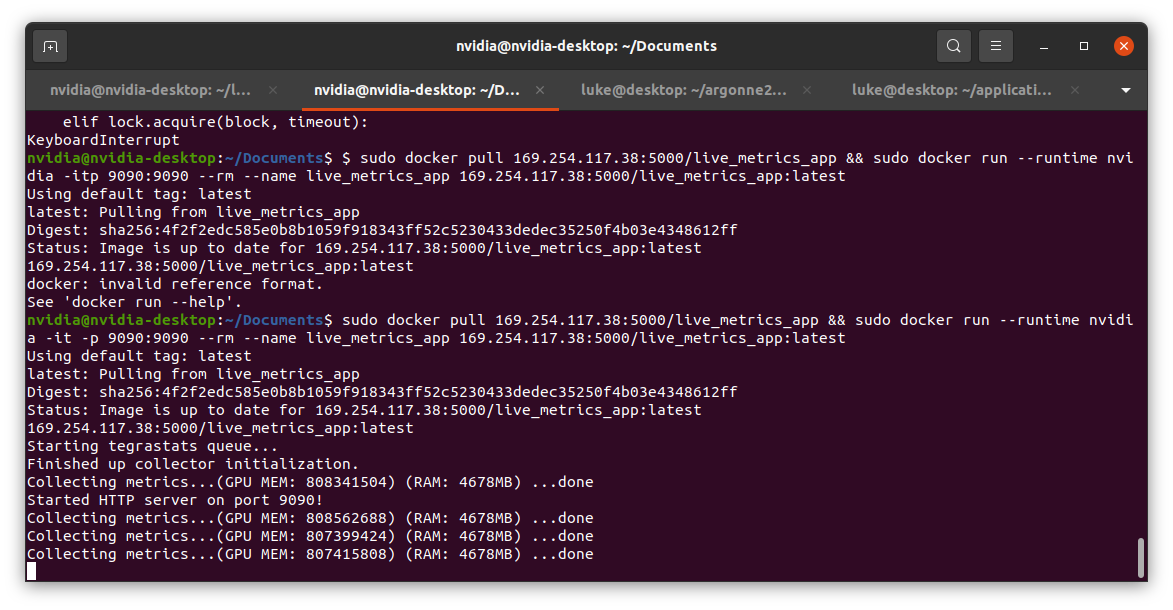 nvidia@nvidia-desktop: ~/Documents
nvidia@nvidia-desktop: ~/l...
nvidia@nvidia-desktop: ~/D...
luke@desktop: ~/argonne2...
luke@desktop: ~/applicati...
    elif lock.acquire(block, timeout):
KeyboardInterrupt
nvidia@nvidia-desktop:~/Documents$ $ sudo docker pull 169.254.117.38:5000/live_metrics_app && sudo docker run --runtime nvi
dia -itp 9090:9090 --rm --name live_metrics_app 169.254.117.38:5000/live_metrics_app:latest
Using default tag: latest
latest: Pulling from live_metrics_app
Digest: sha256:4f2f2edc585e0b8b1059f918343ff52c5230433dedec35250f4b03e4348612ff
Status: Image is up to date for 169.254.117.38:5000/live_metrics_app:latest
169.254.117.38:5000/live_metrics_app:latest
docker: invalid reference format.
See 'docker run --help'.
nvidia@nvidia-desktop:~/Documents$ sudo docker pull 169.254.117.38:5000/live_metrics_app && sudo docker run --runtime nvidi
a -it -p 9090:9090 --rm --name live_metrics_app 169.254.117.38:5000/live_metrics_app:latest
Using default tag: latest
latest: Pulling from live_metrics_app
Digest: sha256:4f2f2edc585e0b8b1059f918343ff52c5230433dedec35250f4b03e4348612ff
Status: Image is up to date for 169.254.117.38:5000/live_metrics_app:latest
169.254.117.38:5000/live_metrics_app:latest
Starting tegrastats queue...
Finished up collector initialization.
Collecting metrics...(GPU MEM: 808341504) (RAM: 4678MB) ...done
Started HTTP server on port 9090!
Collecting metrics...(GPU MEM: 808562688) (RAM: 4678MB) ...done
Collecting metrics...(GPU MEM: 807399424) (RAM: 4678MB) ...done
Collecting metrics...(GPU MEM: 807415808) (RAM: 4678MB) ...done